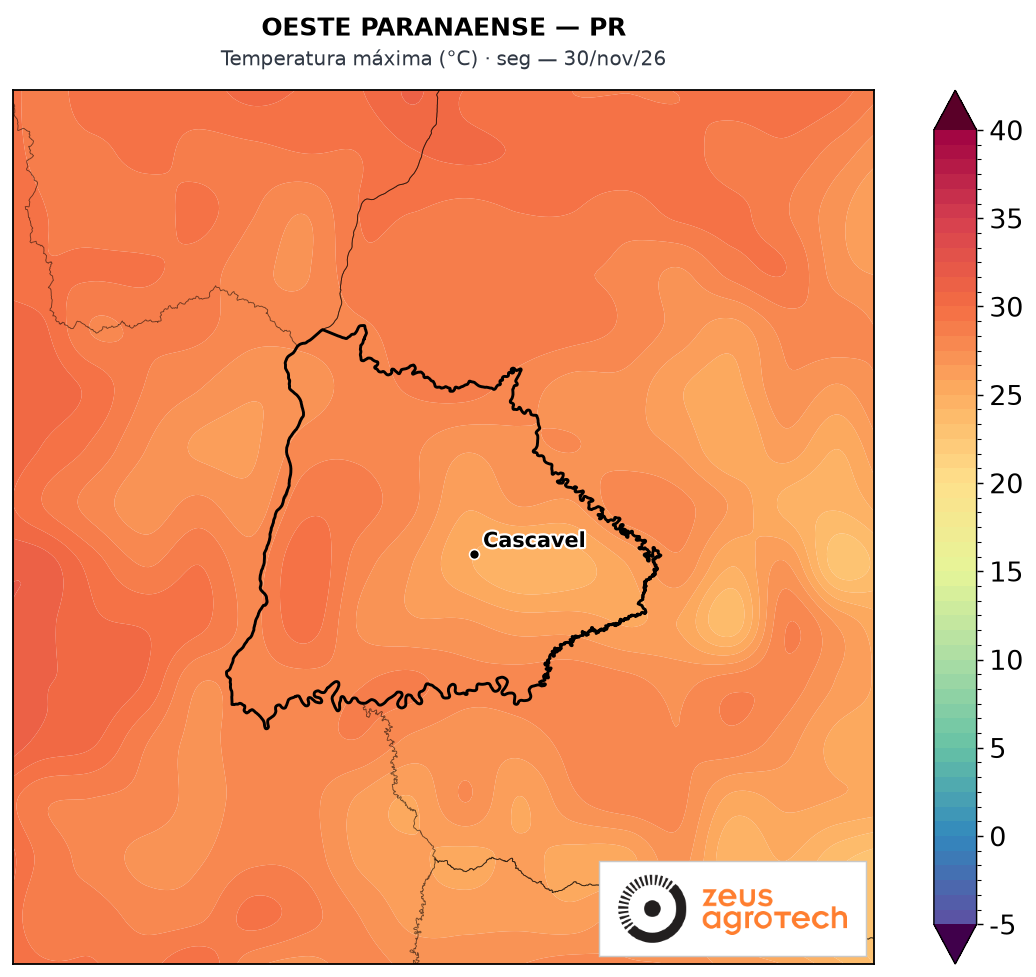 OESTE PARANAENSE — PR
Temperatura máxima (°C) · seg — 30/nov/26
40
35
30
25
20
15
10
5
0
-5
Cascavel
zeus
agrotech